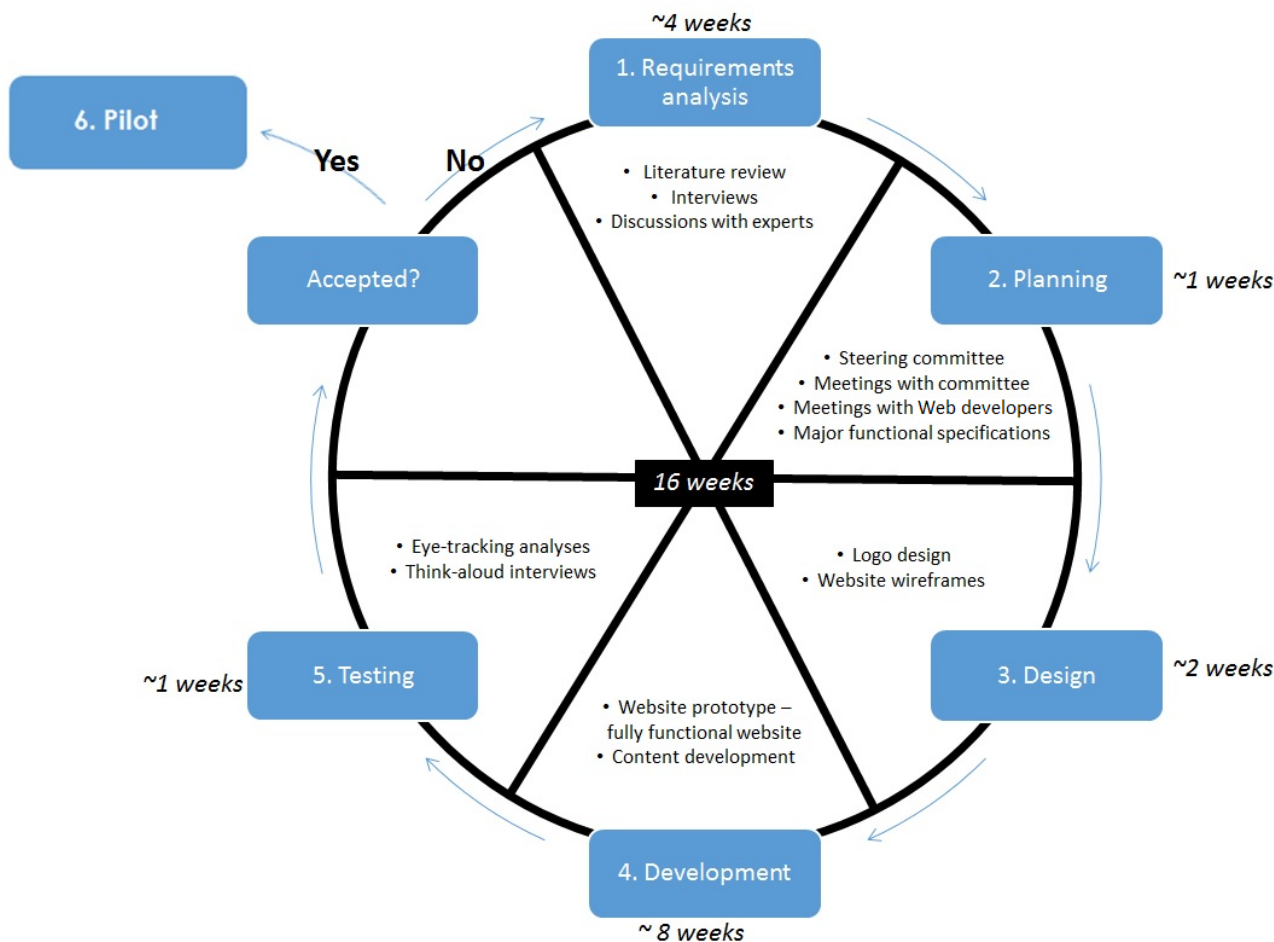 ~4 weeks
1. Requirements
analysis
6. Pilot
Yes
No
• Literature review
• Interviews
• Discussions with experts
Accepted?
2. Planning
~1 weeks
• Steering committee
• Meetings with committee
• Meetings with Web developers
• Major functional specifications
16 weeks
• Eye-tracking analyses
• Think-aloud interviews
• Logo design
• Website wireframes
~1 weeks
5. Testing
3. Design
~2 weeks
• Website prototype –
fully functional website
• Content development
4. Development
~ 8 weeks